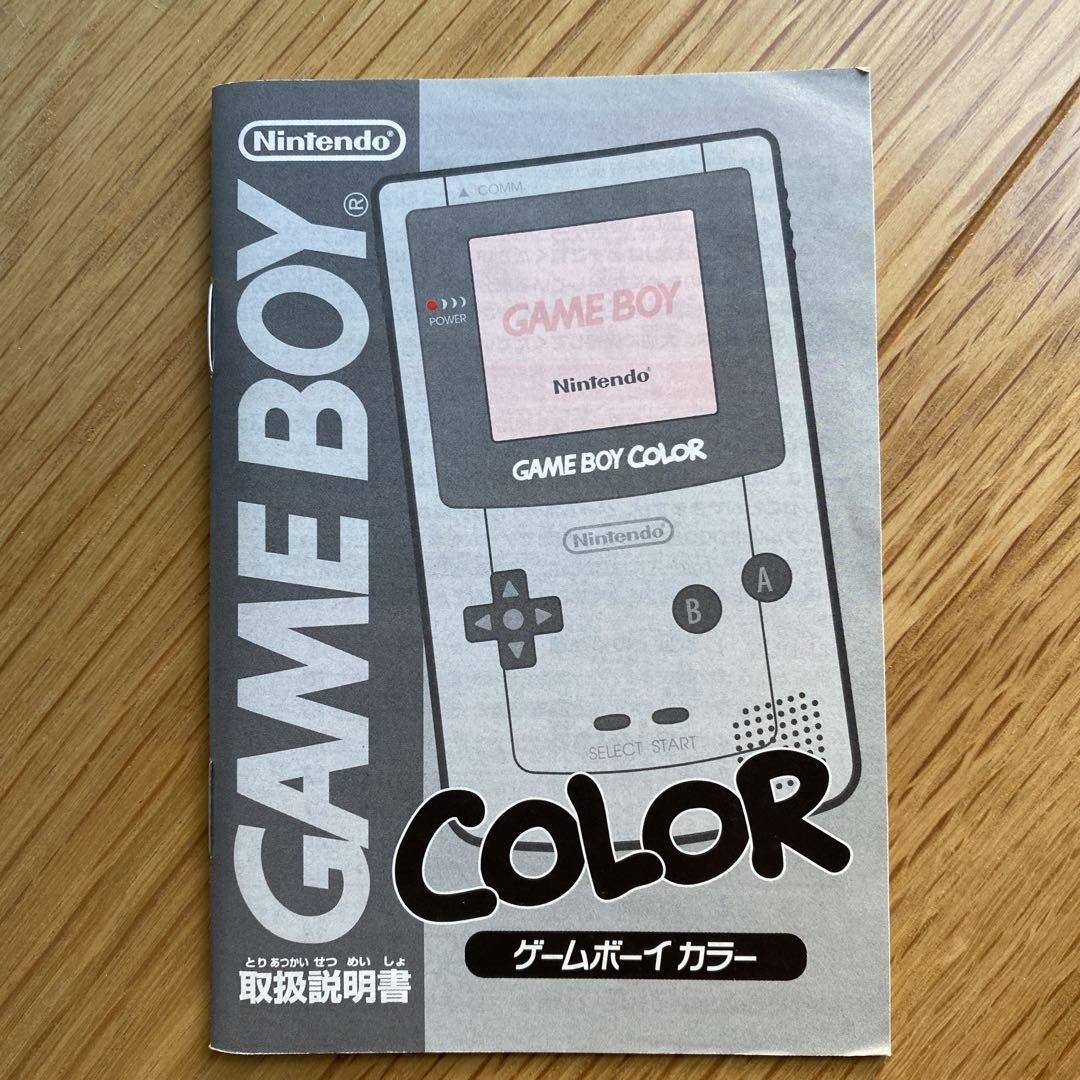 Nintendo®
GAME BOY®
▲ COMM.
POWER
GAME BOY
Nintendo®
GAME BOY COLOR
Nintendo
A
B
SELECT START
COLOR
ゲームボーイ カラー
とりあつかい せつ めい しょ
取扱説明書